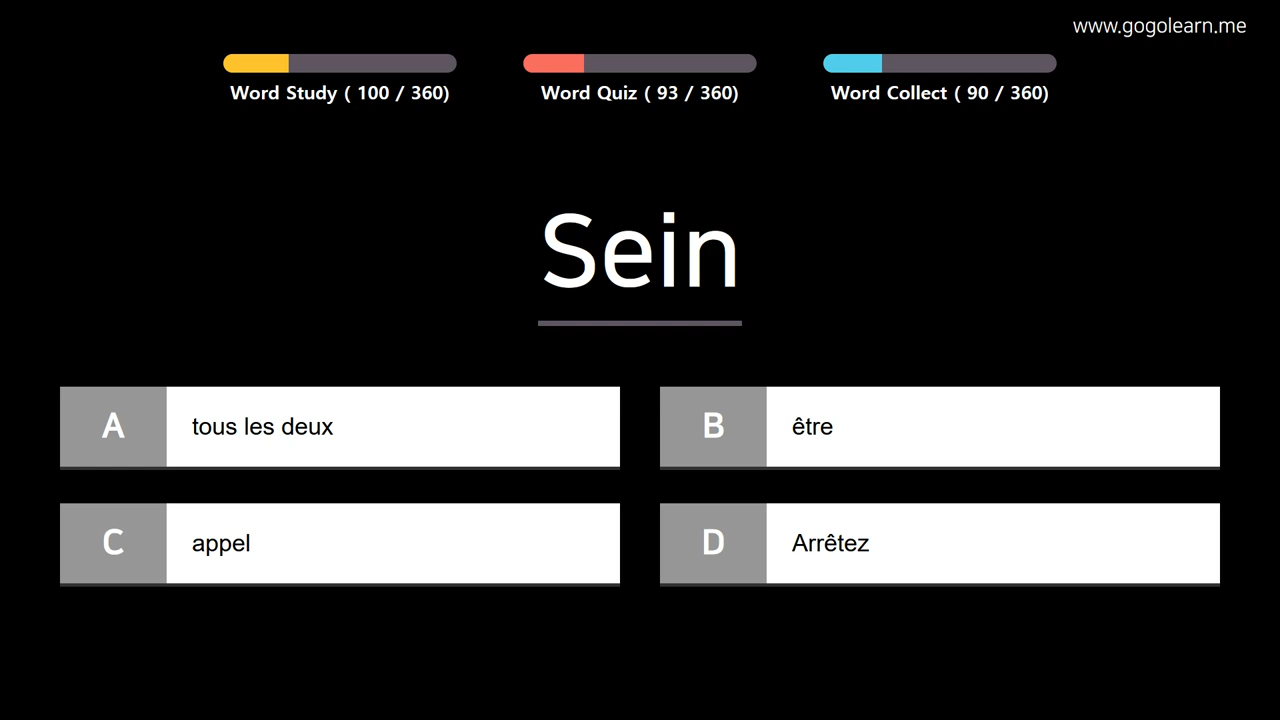 www.gogolearn.me
Word Study ( 100 / 360)
Word Quiz ( 93 / 360)
Word Collect ( 90 / 360)
Sein
A
tous les deux
B
être
C
appel
D
Arrêtez